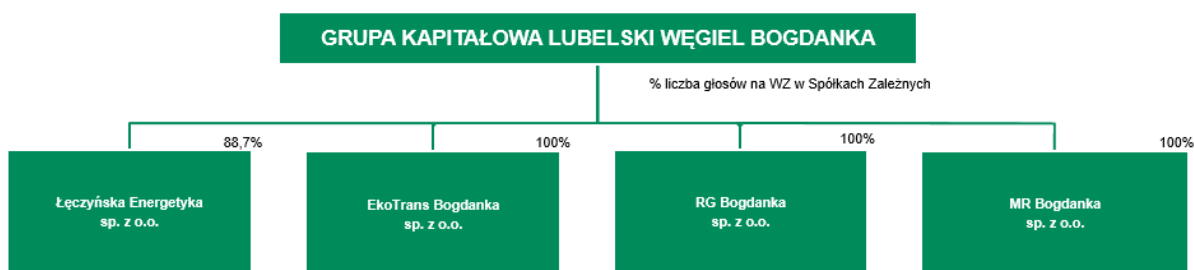 GRUPA KAPITAŁOWA LUBELSKI WĘGIEL BOGDANKA
% liczba głosów na WZ w Spółkach Zależnych
88,7%
100%
100%
100%
Łęczyńska Energetyka
sp. z o.o.
EkoTrans Bogdanka
sp. z o.o.
RG Bogdanka
sp. z o.o.
MR Bogdanka
sp. z o.o.